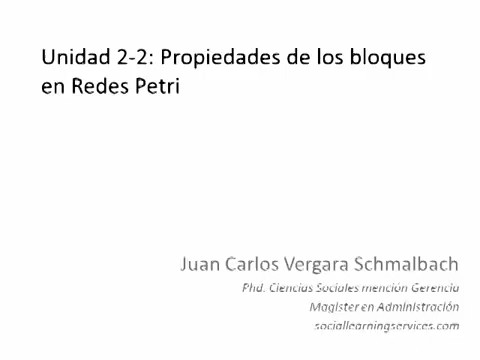 Unidad 2-2: Propiedades de los bloques
en Redes Petri
Juan Carlos Vergara Schmalbach
Phd. Ciencias Sociales mención Gerencia
Magister en Administración
sociallearningservices.com